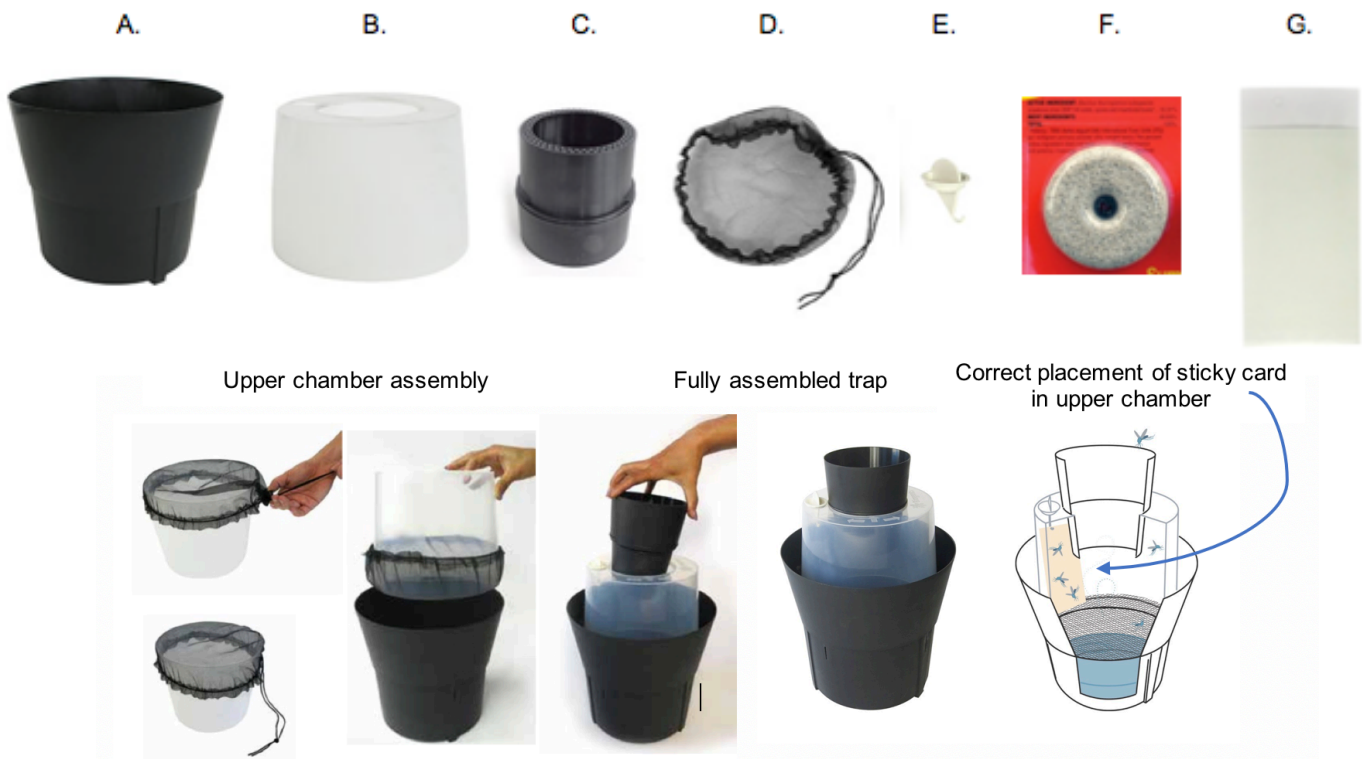 A.
B.
C.
D.
E.
F.
G.
Upper chamber assembly
Fully assembled trap
Correct placement of sticky card
in upper chamber